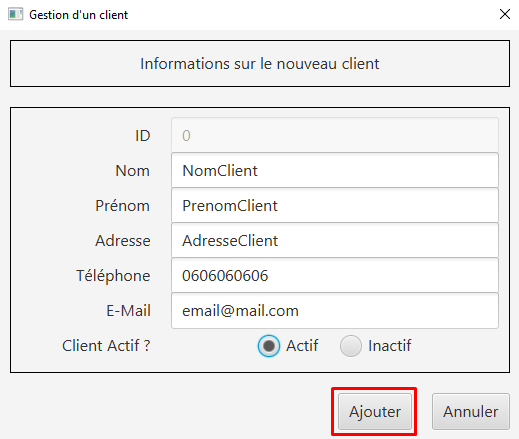 Gestion d'un client
Informations sur le nouveau client
ID 0
Nom NomClient
Prénom PrenomClient
Adresse AdresseClient
Téléphone 0606060606
E-Mail email@mail.com
Client Actif ? Actif Inactif
Ajouter Annuler